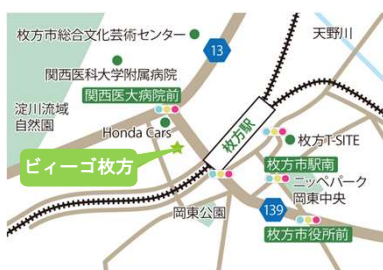 枚方市総合文化芸術センター
13
天野川
関西医科大学附属病院
関西医大病院前
淀川流域
自然園
Honda Cars
枚方駅
枚方T-SITE
ビィーゴ枚方
枚方市駅南
ニッペパーク
岡東中央
岡東公園
139
枚方市役所前